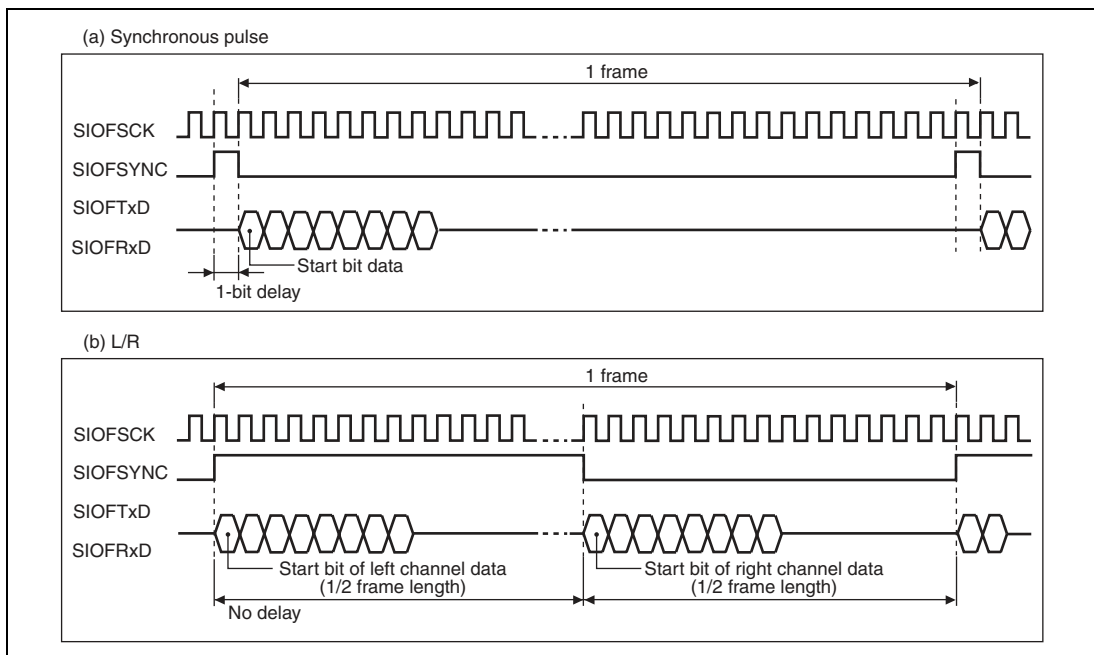 (a) Synchronous pulse
1 frame
SIOFSCK
SIOFSYNC
SIOFTxD
SIOFRxD
Start bit data
1-bit delay
(b) L/R
1 frame
SIOFSCK
SIOFSYNC
SIOFTxD
SIOFRxD
Start bit of left channel data
(1/2 frame length)
Start bit of right channel data
(1/2 frame length)
No delay